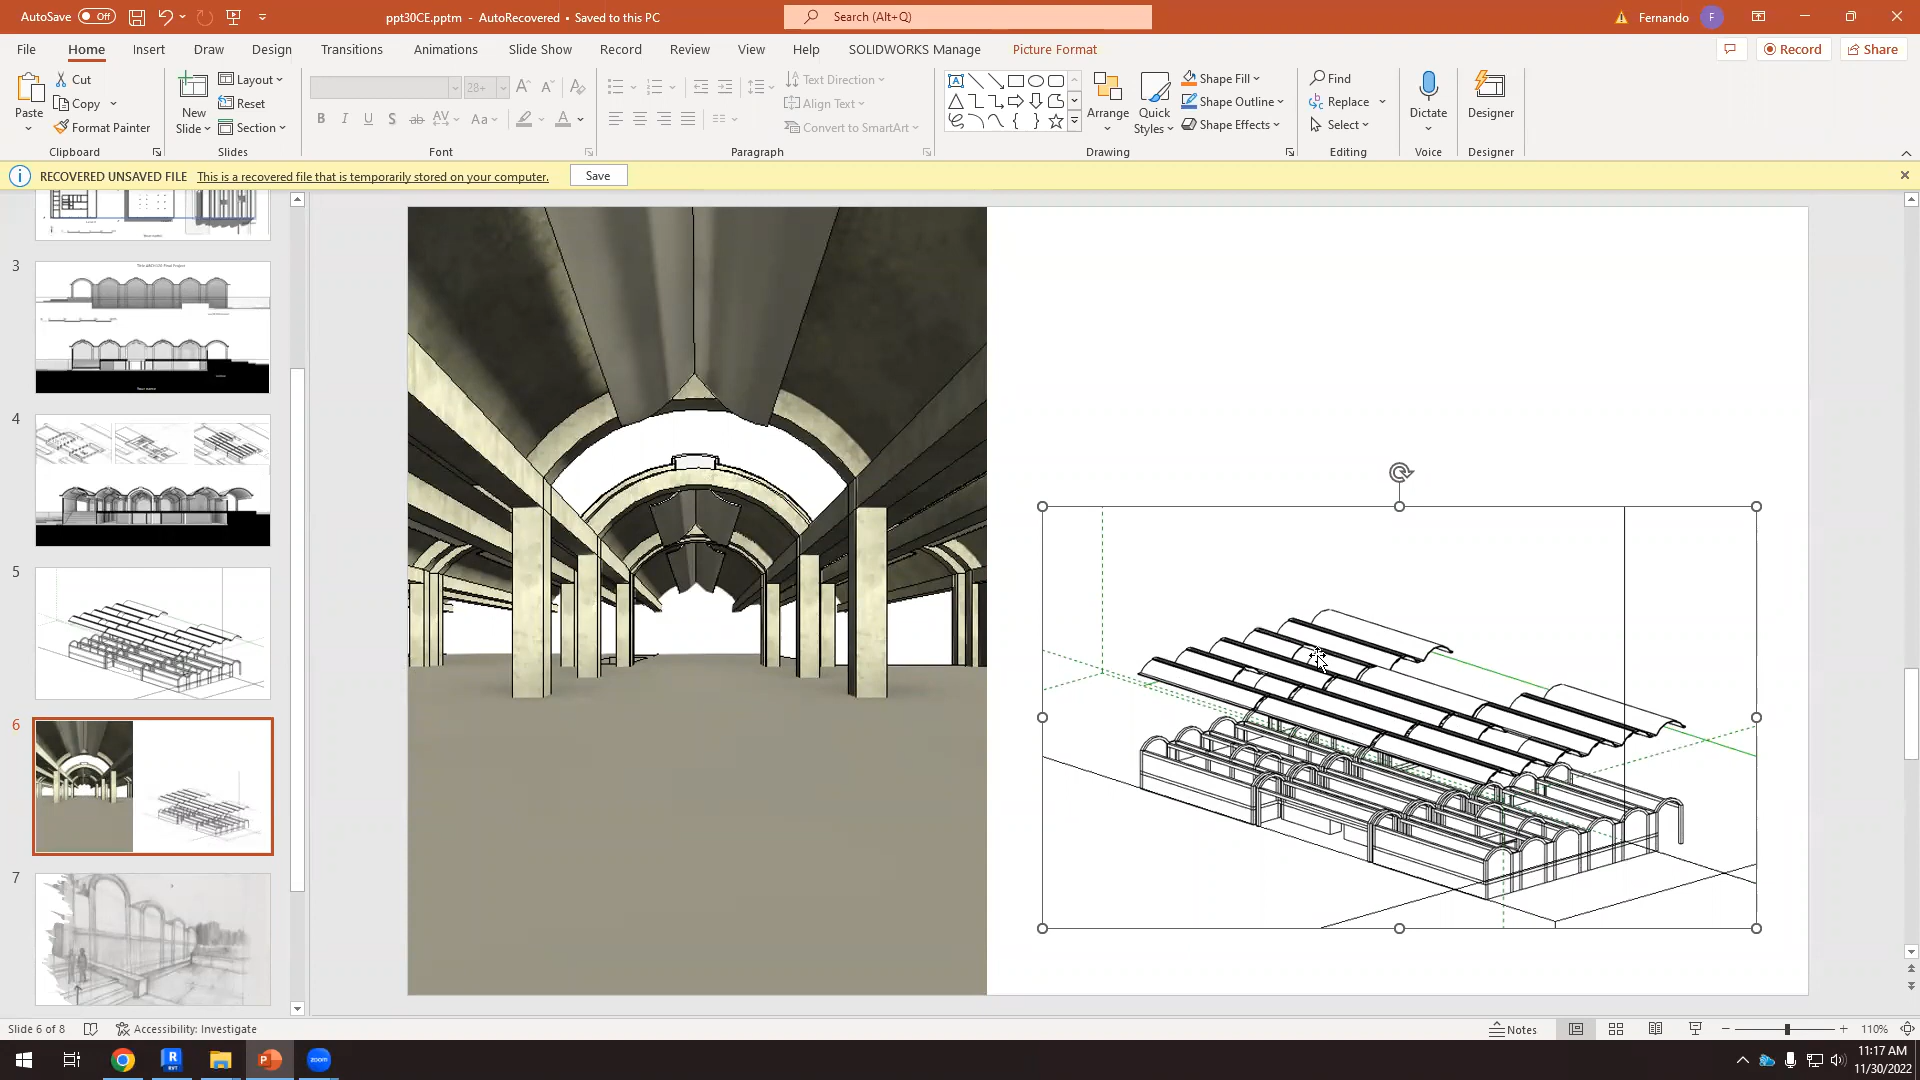 AutoSave Off ppt30CE.pptm - AutoRecovered • Saved to this PC Search (Alt+Q) Fernando F
File Home Insert Draw Design Transitions Animations Slide Show Record Review View Help SOLIDWORKS Manage Picture Format Record Share
Paste Cut Copy Format Painter Clipboard
New Slide Layout Reset Section Slides
28+ Aa Font
Text Direction Align Text Convert to SmartArt Paragraph
Arrange Quick Styles Shape Fill Shape Outline Shape Effects Drawing
Find Replace Select Editing
Dictate Voice
Designer Designer
RECOVERED UNSAVED FILE This is a recovered file that is temporarily stored on your computer. Save
3
4
5
6
7
Slide 6 of 8 Accessibility: Investigate Notes 110%
R RVT P zoom
11:17 AM
11/30/2022